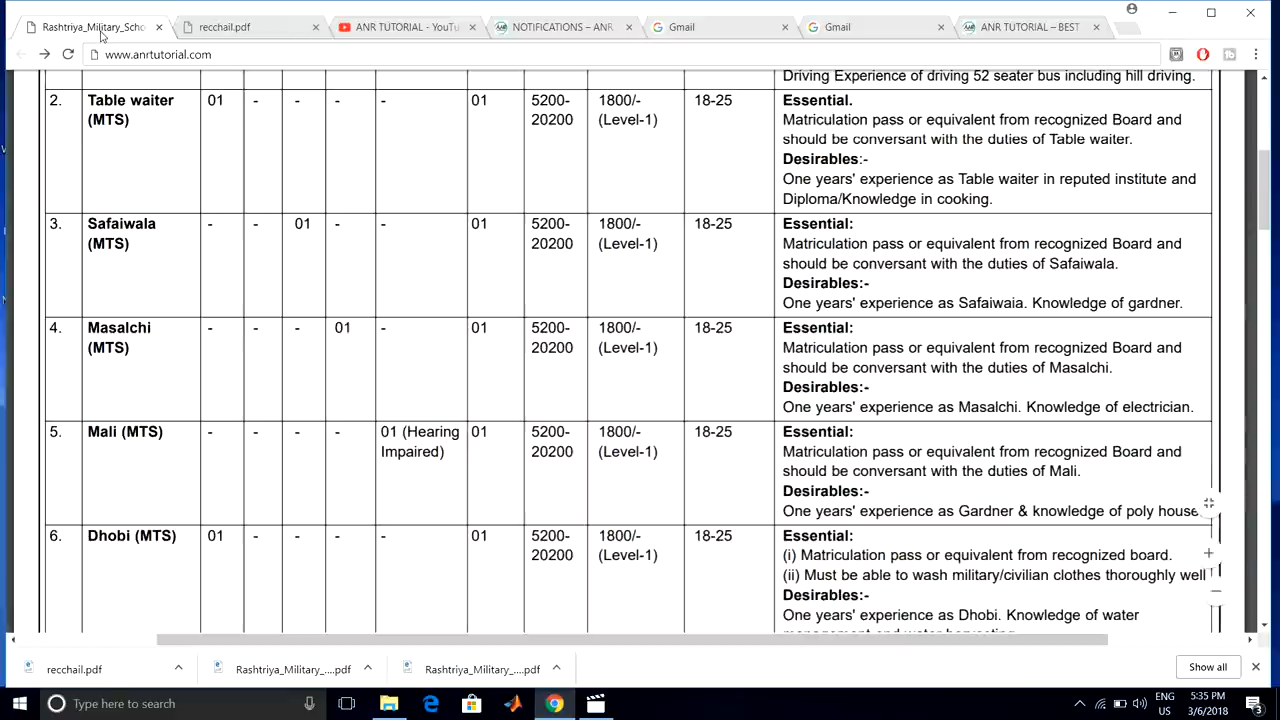 Rashtriya_Military_Scho
recchail.pdf
ANR TUTORIAL - YouTu
NOTIFICATIONS – ANR
Gmail
Gmail
ANR TUTORIAL – BEST
www.anrtutorial.com
Driving Experience of driving 52 seater bus including hill driving.
2. Table waiter 01 - - - - 01 5200- 1800/- 18-25 Essential.
(MTS) 20200 (Level-1) Matriculation pass or equivalent from recognized Board and
should be conversant with the duties of Table waiter.
Desirables:-
One years' experience as Table waiter in reputed institute and
Diploma/Knowledge in cooking.
3. Safaiwala - - 01 - - 01 5200- 1800/- 18-25 Essential:
(MTS) 20200 (Level-1) Matriculation pass or equivalent from recognized Board and
should be conversant with the duties of Safaiwala.
Desirables:-
One years' experience as Safaiwaia. Knowledge of gardner.
4. Masalchi - - - 01 - 01 5200- 1800/- 18-25 Essential:
(MTS) 20200 (Level-1) Matriculation pass or equivalent from recognized Board and
should be conversant with the duties of Masalchi.
Desirables:-
One years' experience as Masalchi. Knowledge of electrician.
5. Mali (MTS) - - - - 01 (Hearing 01 5200- 1800/- 18-25 Essential:
Impaired) 20200 (Level-1) Matriculation pass or equivalent from recognized Board and
should be conversant with the duties of Mali.
Desirables:-
One years' experience as Gardner & knowledge of poly house
6. Dhobi (MTS) 01 - - - - 01 5200- 1800/- 18-25 Essential:
20200 (Level-1) (i) Matriculation pass or equivalent from recognized board.
(ii) Must be able to wash military/civilian clothes thoroughly well
Desirables:-
One years' experience as Dhobi. Knowledge of water
recchail.pdf
Rashtriya_Military_....pdf
Rashtriya_Military_....pdf
Show all
Type here to search
ENG
US
5:35 PM
3/6/2018
3